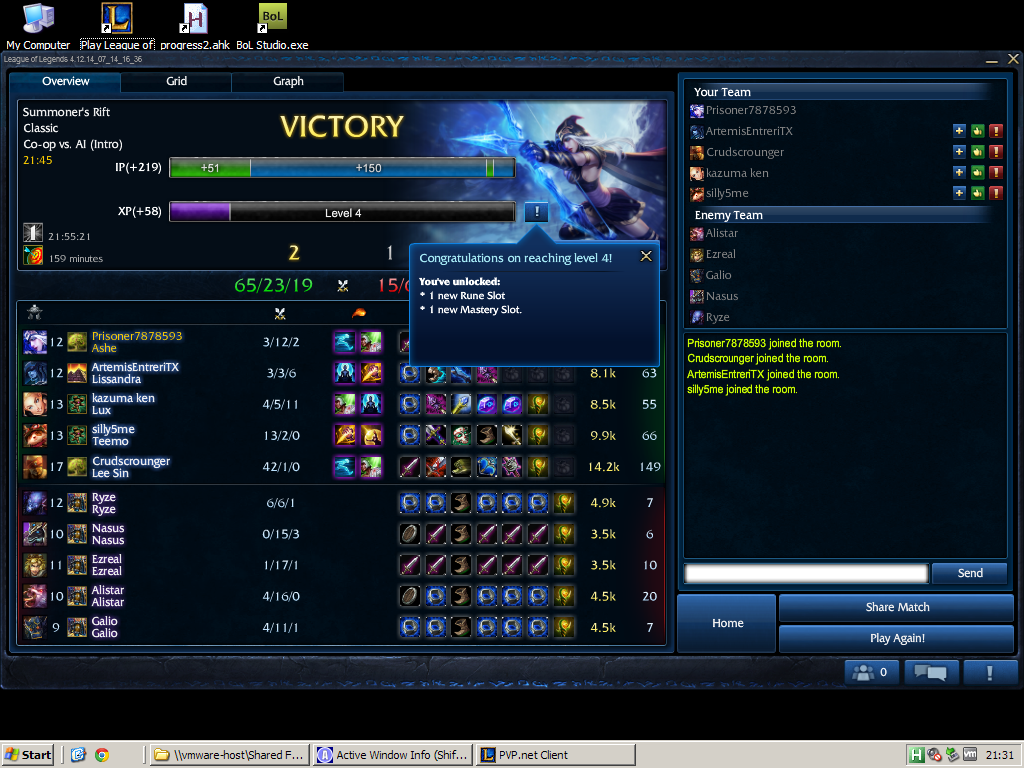 BoL
My Computer
Play League of
progress2.ahk
BoL Studio.exe
League of Legends 4.12.14_07_14_16_36
Overview
Grid
Graph
Summoner's Rift
Classic
Co-op vs. AI (Intro)
21:45
VICTORY
IP(+219)
+51
+150
XP(+58)
Level 4
!
21:55:21
159 minutes
2
1
65/23/19
15/6
Congratulations on reaching level 4!
You've unlocked:
* 1 new Rune Slot
* 1 new Mastery Slot.
12 Prisoner7878593
Ashe
3/12/2
12 ArtemisEntreriTX
Lissandra
3/3/6 8.1k 63
13 kazuma ken
Lux
4/5/11 8.5k 55
13 silly5me
Teemo
13/2/0 9.9k 66
17 Crudscrounger
Lee Sin
42/1/0 14.2k 149
12 Ryze
Ryze
6/6/1 4.9k 7
10 Nasus
Nasus
0/15/3 3.5k 6
11 Ezreal
Ezreal
1/17/1 3.5k 10
10 Alistar
Alistar
4/16/0 4.5k 20
9 Galio
Galio
4/11/1 4.5k 7
Your Team
Prisoner7878593
ArtemisEntreriTX
Crudscrounger
kazuma ken
silly5me
Enemy Team
Alistar
Ezreal
Galio
Nasus
Ryze
Prisoner7878593 joined the room.
Crudscrounger joined the room.
ArtemisEntreriTX joined the room.
silly5me joined the room.
Send
Home
Share Match
Play Again!
0
!
Start
\\vmware-host\Shared F...
Active Window Info (Shif...
PVP.net Client
H
vm
21:31